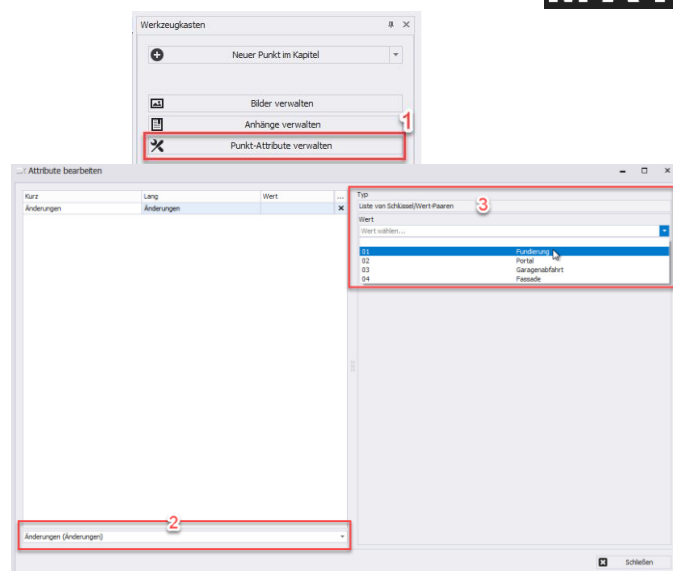 Werkzeugkasten
Neuer Punkt im Kapitel
Bilder verwalten
Anhänge verwalten
1
Punkt-Attribute verwalten
Attribute bearbeiten
Kurz Lang Wert ...
Änderungen Änderungen
Typ
Liste von Schlüssel/Wert-Paaren
3
Wert
Wert wählen...
01 Fundierung
02 Portal
03 Garagenabfahrt
04 Fassade
2
Änderungen (Änderungen)
Schließen